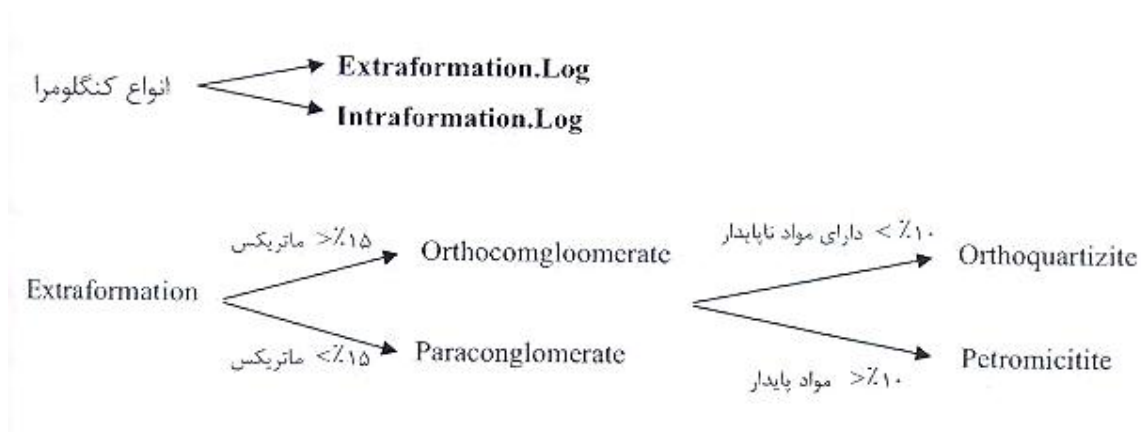 انواع کنگلومرا
Extraformation.Log
Intraformation.Log
۱۵٪< ماتریکس
Orthocomgloomerate
۱۰٪ > دارای مواد ناپایدار
Orthoquartizite
Extraformation
۱۵٪> ماتریکس
Paraconglomerate
۱۰٪< مواد پایدار
Petromicitite